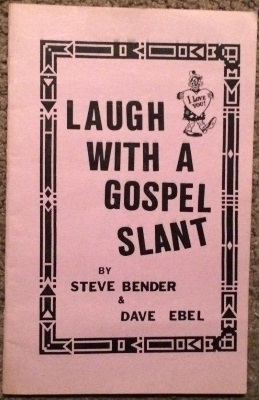 I LOVE
YOU!
LAUGH
WITH A
GOSPEL
SLANT
BY
STEVE BENDER
&
DAVE EBEL